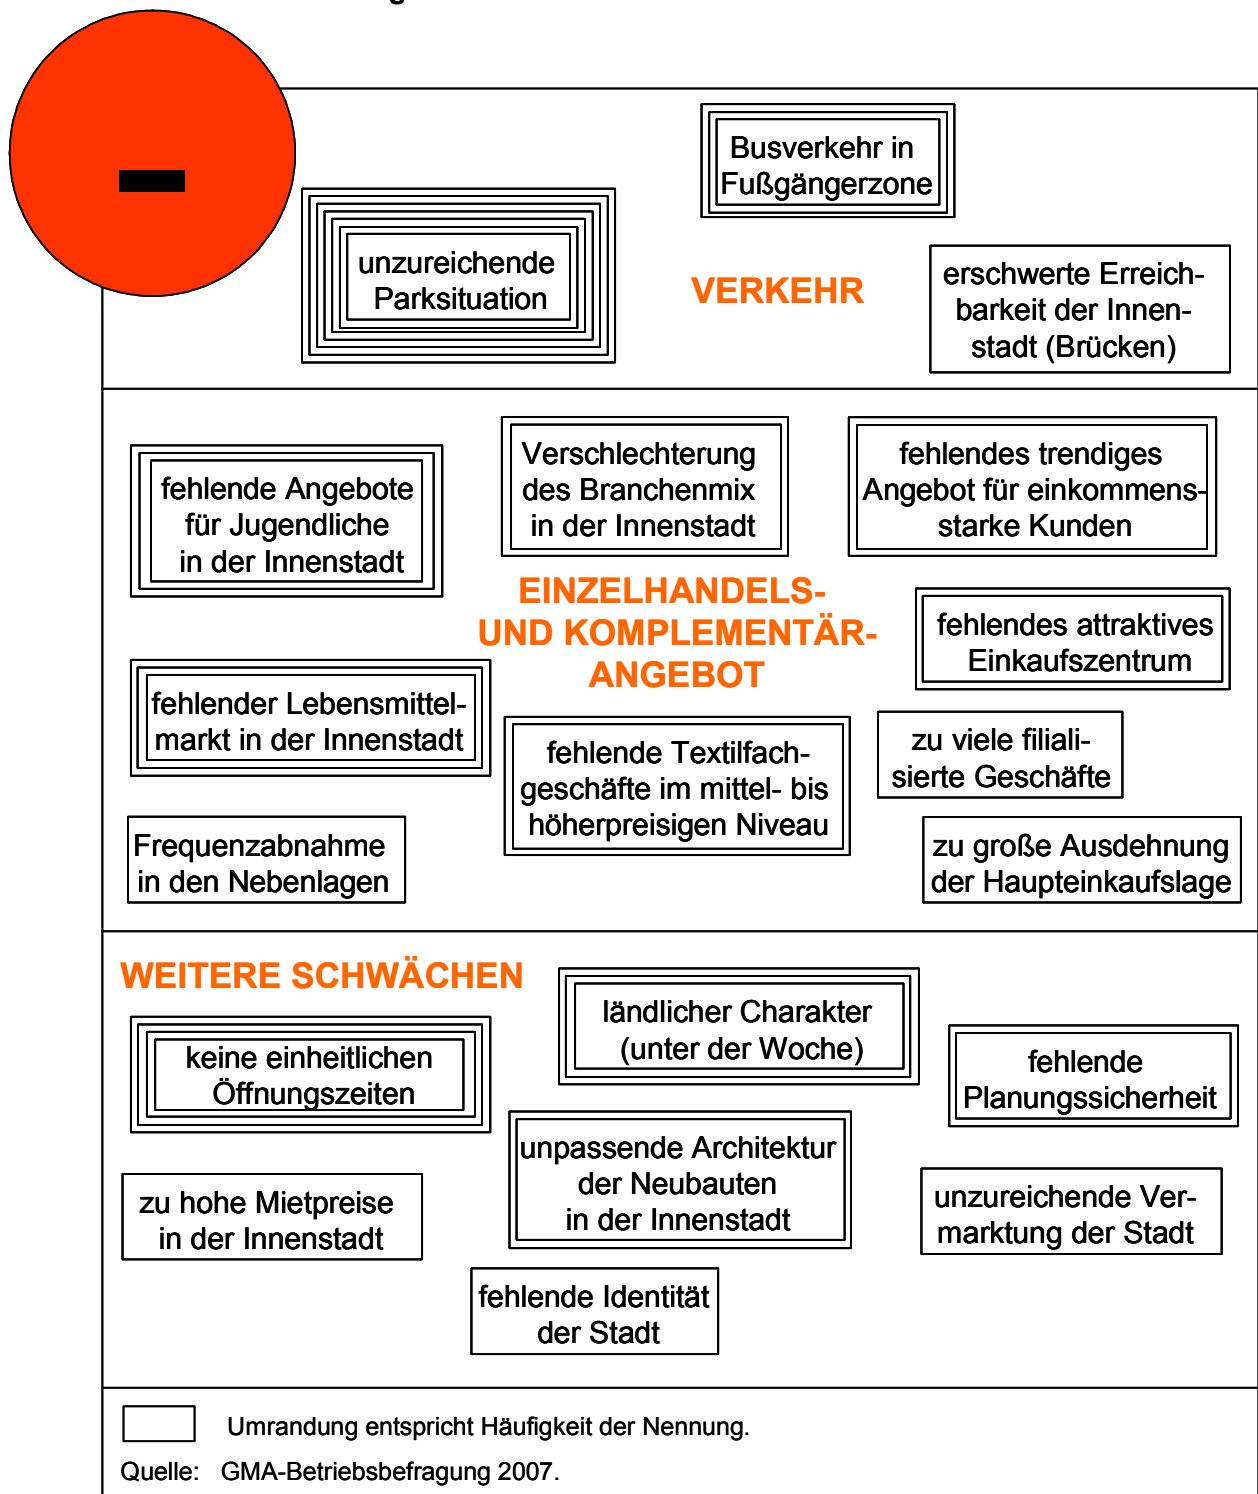 -
Busverkehr in
Fußgängerzone
unzureichende
Parksituation
VERKEHR
erschwerte Erreich-
barkeit der Innen-
stadt (Brücken)
fehlende Angebote
für Jugendliche
in der Innenstadt
Verschlechterung
des Branchenmix
in der Innenstadt
fehlendes trendiges
Angebot für einkommens-
starke Kunden
EINZELHANDELS-
UND KOMPLEMENTÄR-
ANGEBOT
fehlendes attraktives
Einkaufszentrum
fehlender Lebensmittel-
markt in der Innenstadt
fehlende Textilfach-
geschäfte im mittel- bis
höherpreisigen Niveau
zu viele filiali-
sierte Geschäfte
Frequenzabnahme
in den Nebenlagen
zu große Ausdehnung
der Haupteinkaufslage
WEITERE SCHWÄCHEN
ländlicher Charakter
(unter der Woche)
keine einheitlichen
Öffnungszeiten
fehlende
Planungssicherheit
unpassende Architektur
der Neubauten
in der Innenstadt
zu hohe Mietpreise
in der Innenstadt
unzureichende Ver-
marktung der Stadt
fehlende Identität
der Stadt
Umrandung entspricht Häufigkeit der Nennung.
Quelle: GMA-Betriebsbefragung 2007.